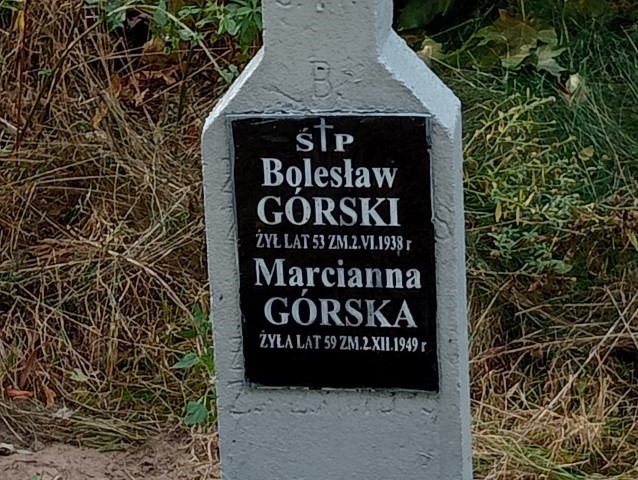 Ś†P
Bolesław
GÓRSKI
ŻYŁ LAT 53 ZM.2.VI.1938 r
Marcianna
GÓRSKA
ŻYŁA LAT 59 ZM.2.XII.1949 r